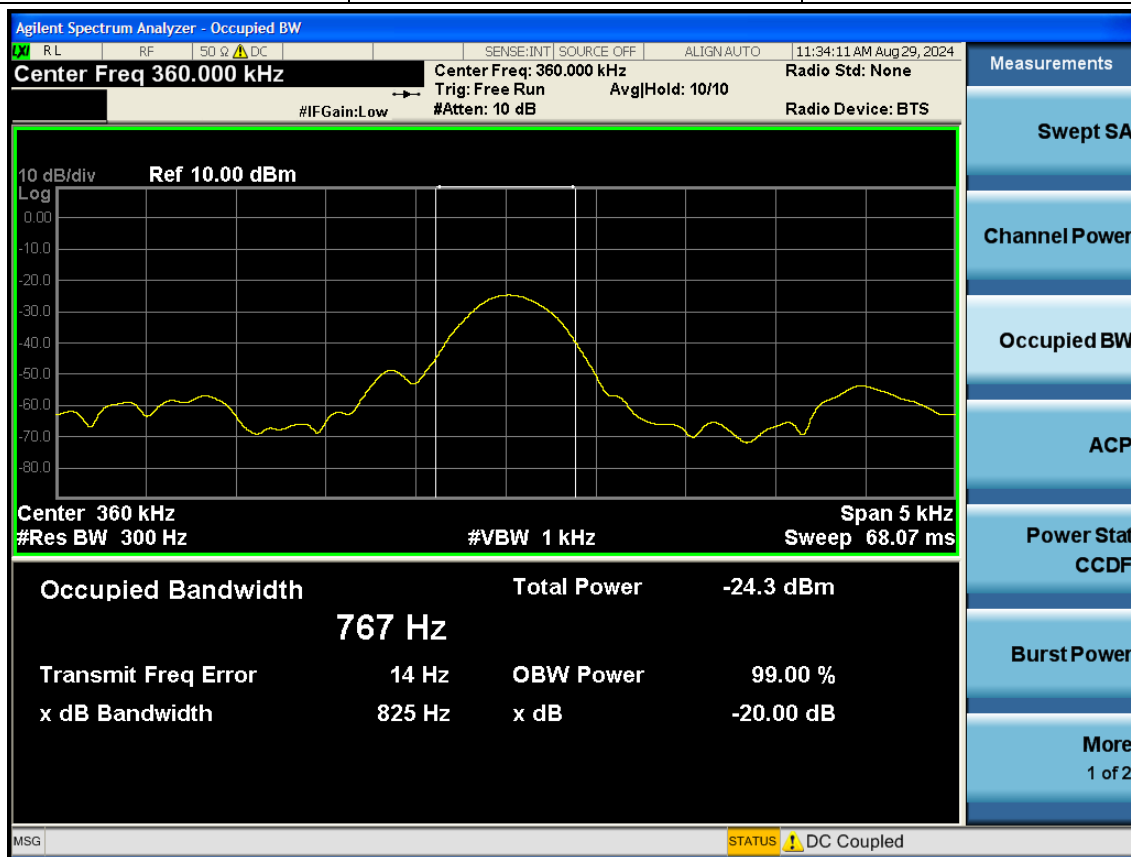 Agilent Spectrum Analyzer - Occupied BW
LXI RL RF 50 Ω DC SENSE:INT SOURCE OFF ALIGN AUTO 11:34:11 AM Aug 29, 2024
Center Freq 360.000 kHz
Center Freq: 360.000 kHz Radio Std: None
Trig: Free Run Avg|Hold: 10/10
#IFGain:Low #Atten: 10 dB Radio Device: BTS
10 dB/div Ref 10.00 dBm
Log
0.00
-10.0
-20.0
-30.0
-40.0
-50.0
-60.0
-70.0
-80.0
Center 360 kHz Span 5 kHz
#Res BW 300 Hz #VBW 1 kHz Sweep 68.07 ms
Occupied Bandwidth Total Power -24.3 dBm
767 Hz
Transmit Freq Error 14 Hz OBW Power 99.00 %
x dB Bandwidth 825 Hz x dB -20.00 dB
Measurements
Swept SA
Channel Power
Occupied BW
ACP
Power Stat
CCDF
Burst Power
More
1 of 2
MSG STATUS DC Coupled